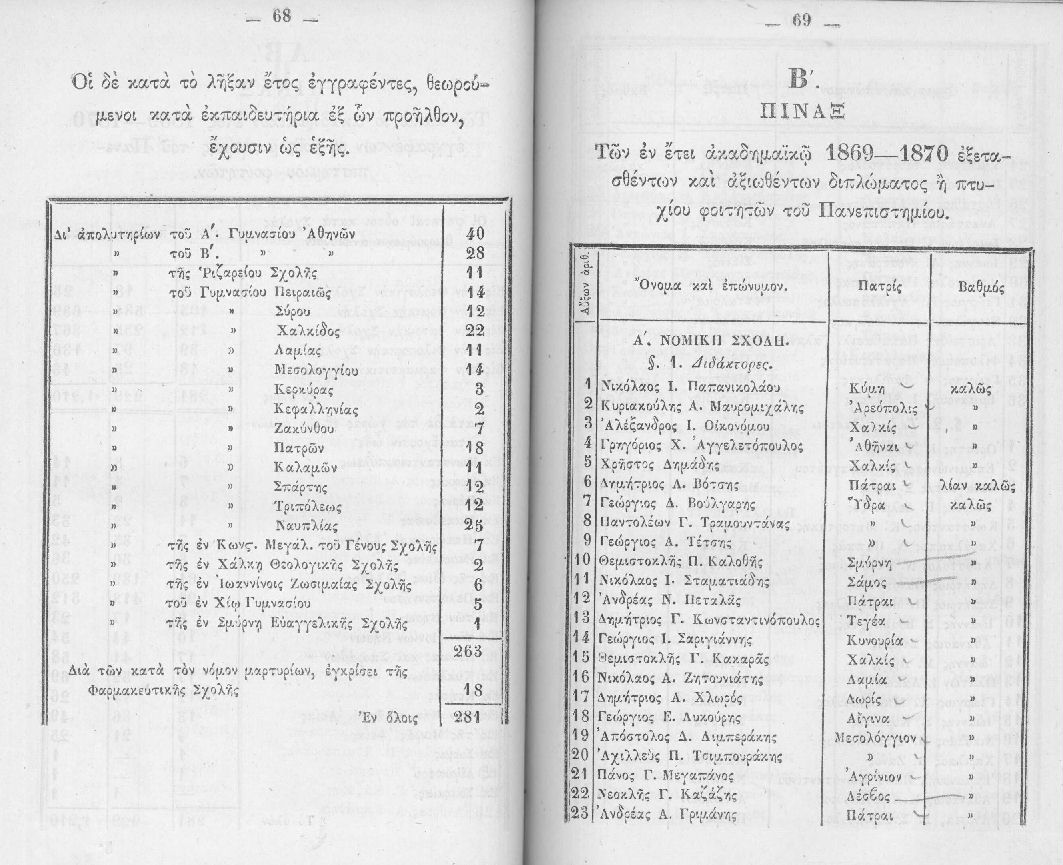 — 68 —
Οἱ δὲ κατὰ τὸ λῆξαν ἔτος ἐγγραφέντες, θεωρού-
μενοι κατὰ ἐκπαιδευτήρια ἐξ ὧν προῆλθον,
ἔχουσιν ὡς ἑξῆς.
Δι' ἀπολυτηρίων τοῦ Α'. Γυμνασίου Ἀθηνῶν 40
» τοῦ Β'. » » 28
» τῆς Ῥιζαρείου Σχολῆς 11
» τοῦ Γυμνασίου Πειραιῶς 14
» » Σύρου 12
» » Χαλκίδος 22
» » Λαμίας 11
» » Μεσολογγίου 14
» » Κερκύρας 3
» » Κεφαλληνίας 2
» » Ζακύνθου 7
» » Πατρῶν 18
» » Καλαμῶν 11
» » Σπάρτης 12
» » Τριπόλεως 12
» » Ναυπλίας 25
» τῆς ἐν Κωνς. Μεγάλ. τοῦ Γένους Σχολῆς 7
» τῆς ἐν Χάλκῃ Θεολογικῆς Σχολῆς 2
» τῆς ἐν Ἰωαννίνοις Ζωσιμαίας Σχολῆς 6
» τοῦ ἐν Χίῳ Γυμνασίου 5
» τῆς ἐν Σμύρνῃ Εὐαγγελικῆς Σχολῆς 1
263
Διὰ τῶν κατὰ τὸν νόμον μαρτυρίων, ἐγκρίσει τῆς
Φαρμακευτικῆς Σχολῆς 18
Ἐν ὅλοις 281
— 69 —
Β'.
ΠΙΝΑΞ
Τῶν ἐν ἔτει ἀκαδημαϊκῷ 1869—1870 ἐξετα-
σθέντων καὶ ἀξιωθέντων διπλώματος ἢ πτυ-
χίου φοιτητῶν τοῦ Πανεπιστημίου.
Αὔξων ἀριθ. Ὄνομα καὶ ἐπώνυμον. Πατρίς Βαθμός
Α'. ΝΟΜΙΚΗ ΣΧΟΛΗ.
§. 1. Διδάκτορες.
1 Νικόλαος Ι. Παπανικολάου Κύμη καλῶς
2 Κυριακούλης Α. Μαυρομιχάλης Ἀρεόπολις »
3 Ἀλέξανδρος Ι. Οἰκονόμου Χαλκίς »
4 Γρηγόριος Χ. Ἀγγελετόπουλος Ἀθῆναι »
5 Χρῆστος Δημάδης Χαλκίς »
6 Δημήτριος Λ. Βότσης Πάτραι λίαν καλῶς
7 Γεώργιος Δ. Βούλγαρης Ὕδρα καλῶς
8 Παντολέων Γ. Τραμουντάνας » »
9 Γεώργιος Α. Τέτσης » »
10 Θεμιστοκλῆς Π. Καλοθῆς Σμύρνη »
11 Νικόλαος Ι. Σταματιάδης Σάμος »
12 Ἀνδρέας Ν. Πεταλᾶς Πάτραι »
13 Δημήτριος Γ. Κωνσταντινόπουλος Τεγέα »
14 Γεώργιος Ι. Σαριγιάννης Κυνουρία »
15 Θεμιστοκλῆς Γ. Κακαρᾶς Χαλκίς »
16 Νικόλαος Α. Ζητουνιάτης Λαμία »
17 Δημήτριος Α. Χλωρός Δωρίς »
18 Γεώργιος Ε. Λυκούρης Αἴγινα »
19 Ἀπόστολος Δ. Διμπεράκης Μεσολόγγιον »
20 Ἀχιλλεὺς Π. Τσιμπουράκης » »
21 Πάνος Γ. Μεγαπάνος Ἀγρίνιον »
22 Νεοκλῆς Γ. Καζάζης Λέσβος »
23 Ἀνδρέας Α. Γριμάνης Πάτραι »